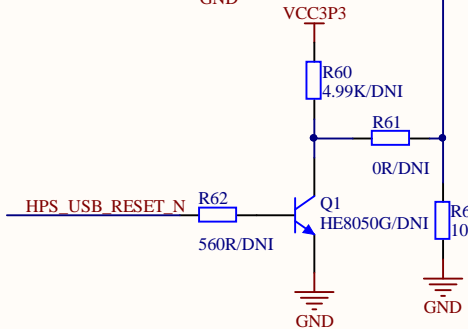 GND
VCC3P3
R60
4.99K/DNI
R61
0R/DNI
HPS_USB_RESET_N
R62
560R/DNI
Q1
HE8050G/DNI
GND
GND